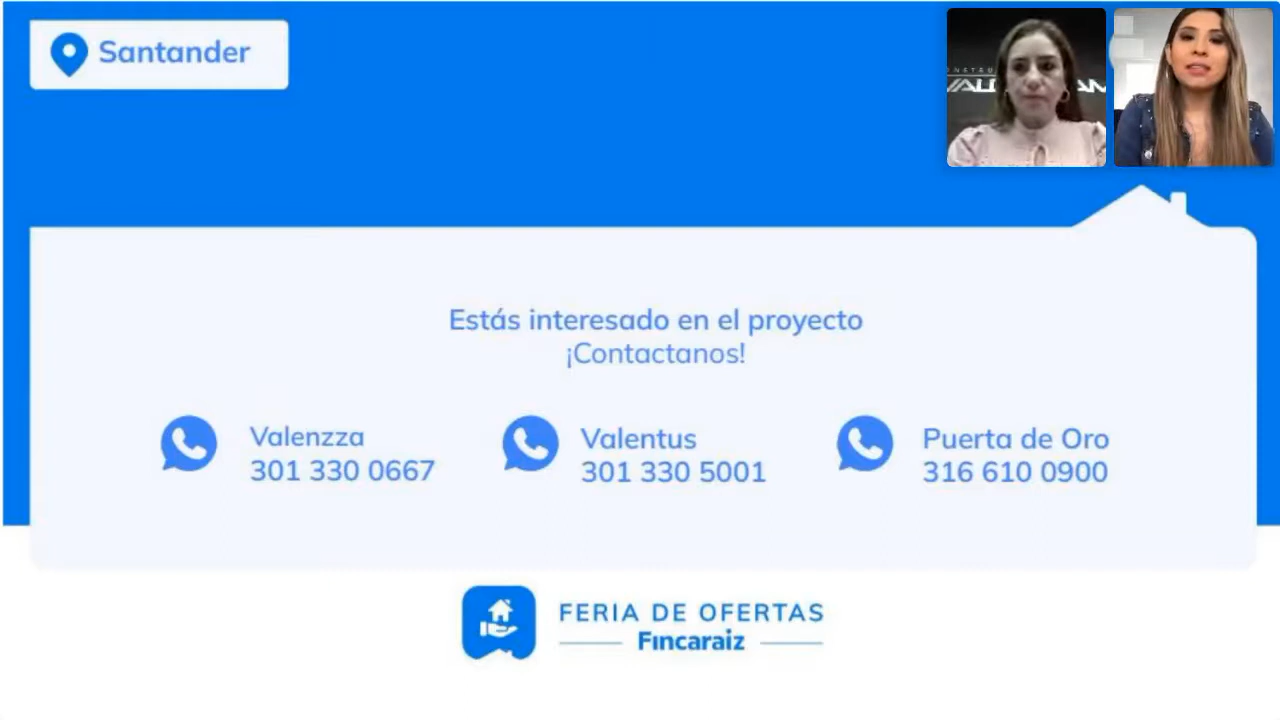 Santander
Estás interesado en el proyecto
¡Contactanos!
Valenzza
301 330 0667
Valentus
301 330 5001
Puerta de Oro
316 610 0900
FERIA DE OFERTAS
Fıncaraiz